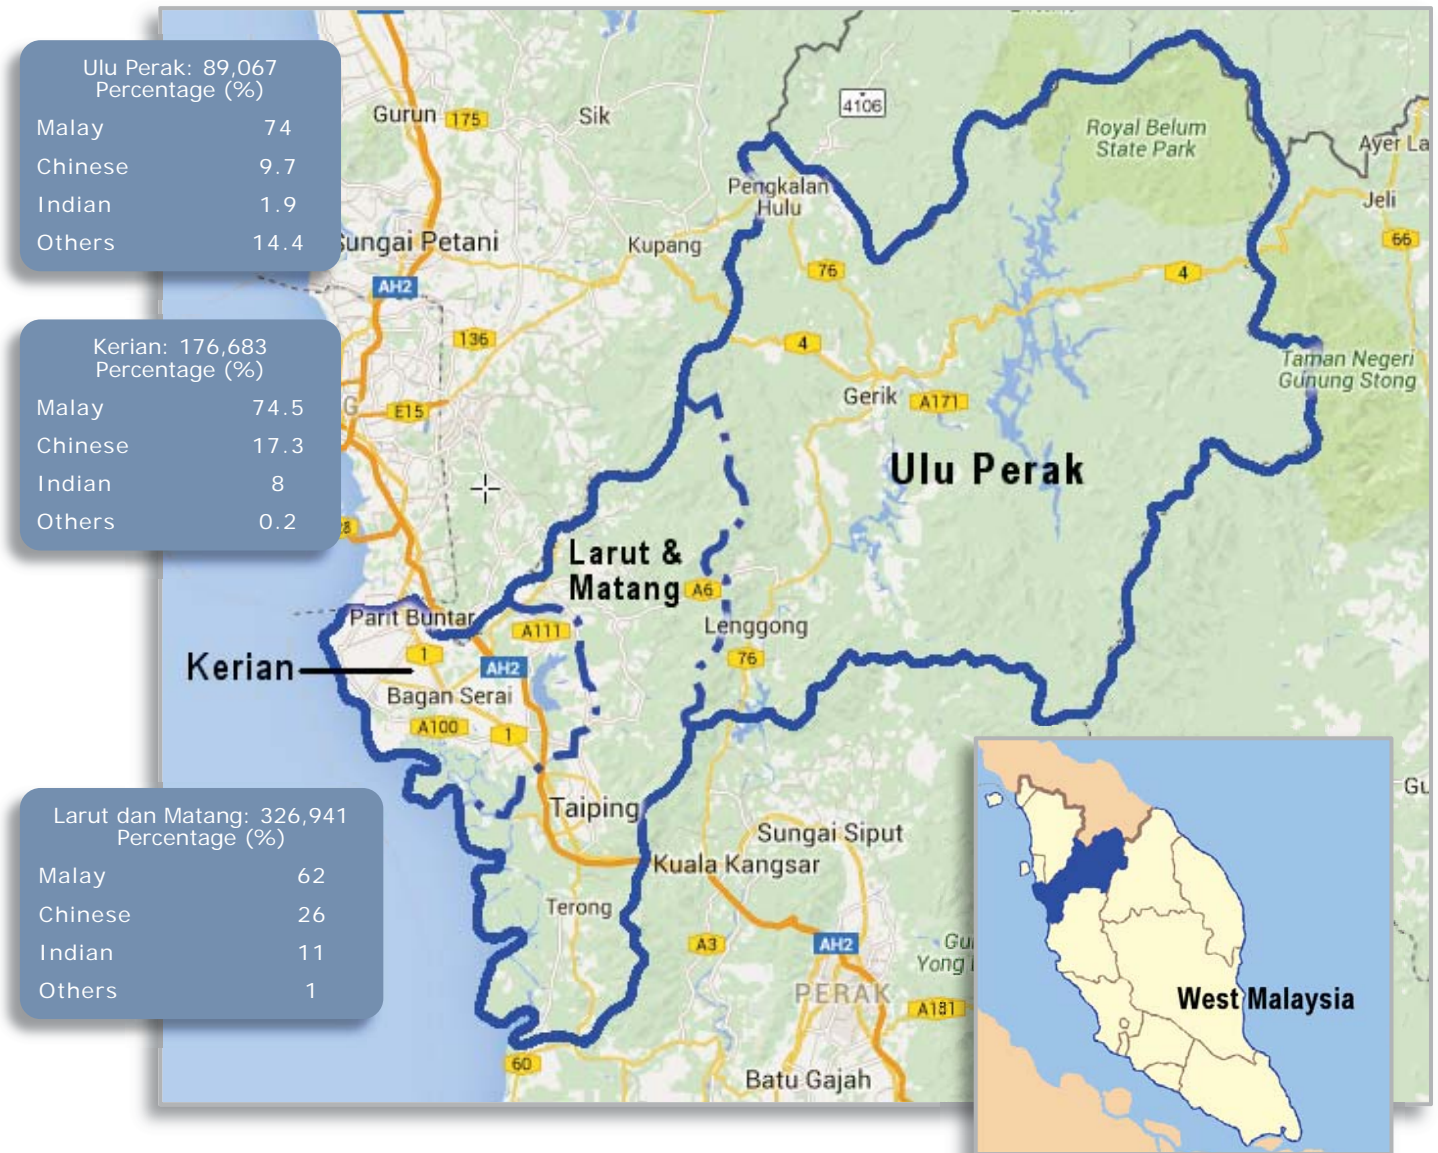 Ulu Perak: 89,067
Percentage (%)
Malay 74
Chinese 9.7
Indian 1.9
Others 14.4
Kerian: 176,683
Percentage (%)
Malay 74.5
Chinese 17.3
Indian 8
Others 0.2
Larut dan Matang: 326,941
Percentage (%)
Malay 62
Chinese 26
Indian 11
Others 1
4106
Gurun 175
Sik
Royal Belum
State Park
Ayer La
Jeli
66
Pengkalan
Hulu
Sungai Petani
Kupang
76
4
AH2
136
4
Taman Negeri
Gunung Stong
E15
Gerik
A171
Ulu Perak
Larut &
Matang
A6
Parit Buntar
A111
Lenggong
1
76
Kerian
AH2
Bagan Serai
A100
1
Taiping
Sungai Siput
Kuala Kangsar
Terong
A3
AH2
PERAK
A181
60
Batu Gajah
West Malaysia